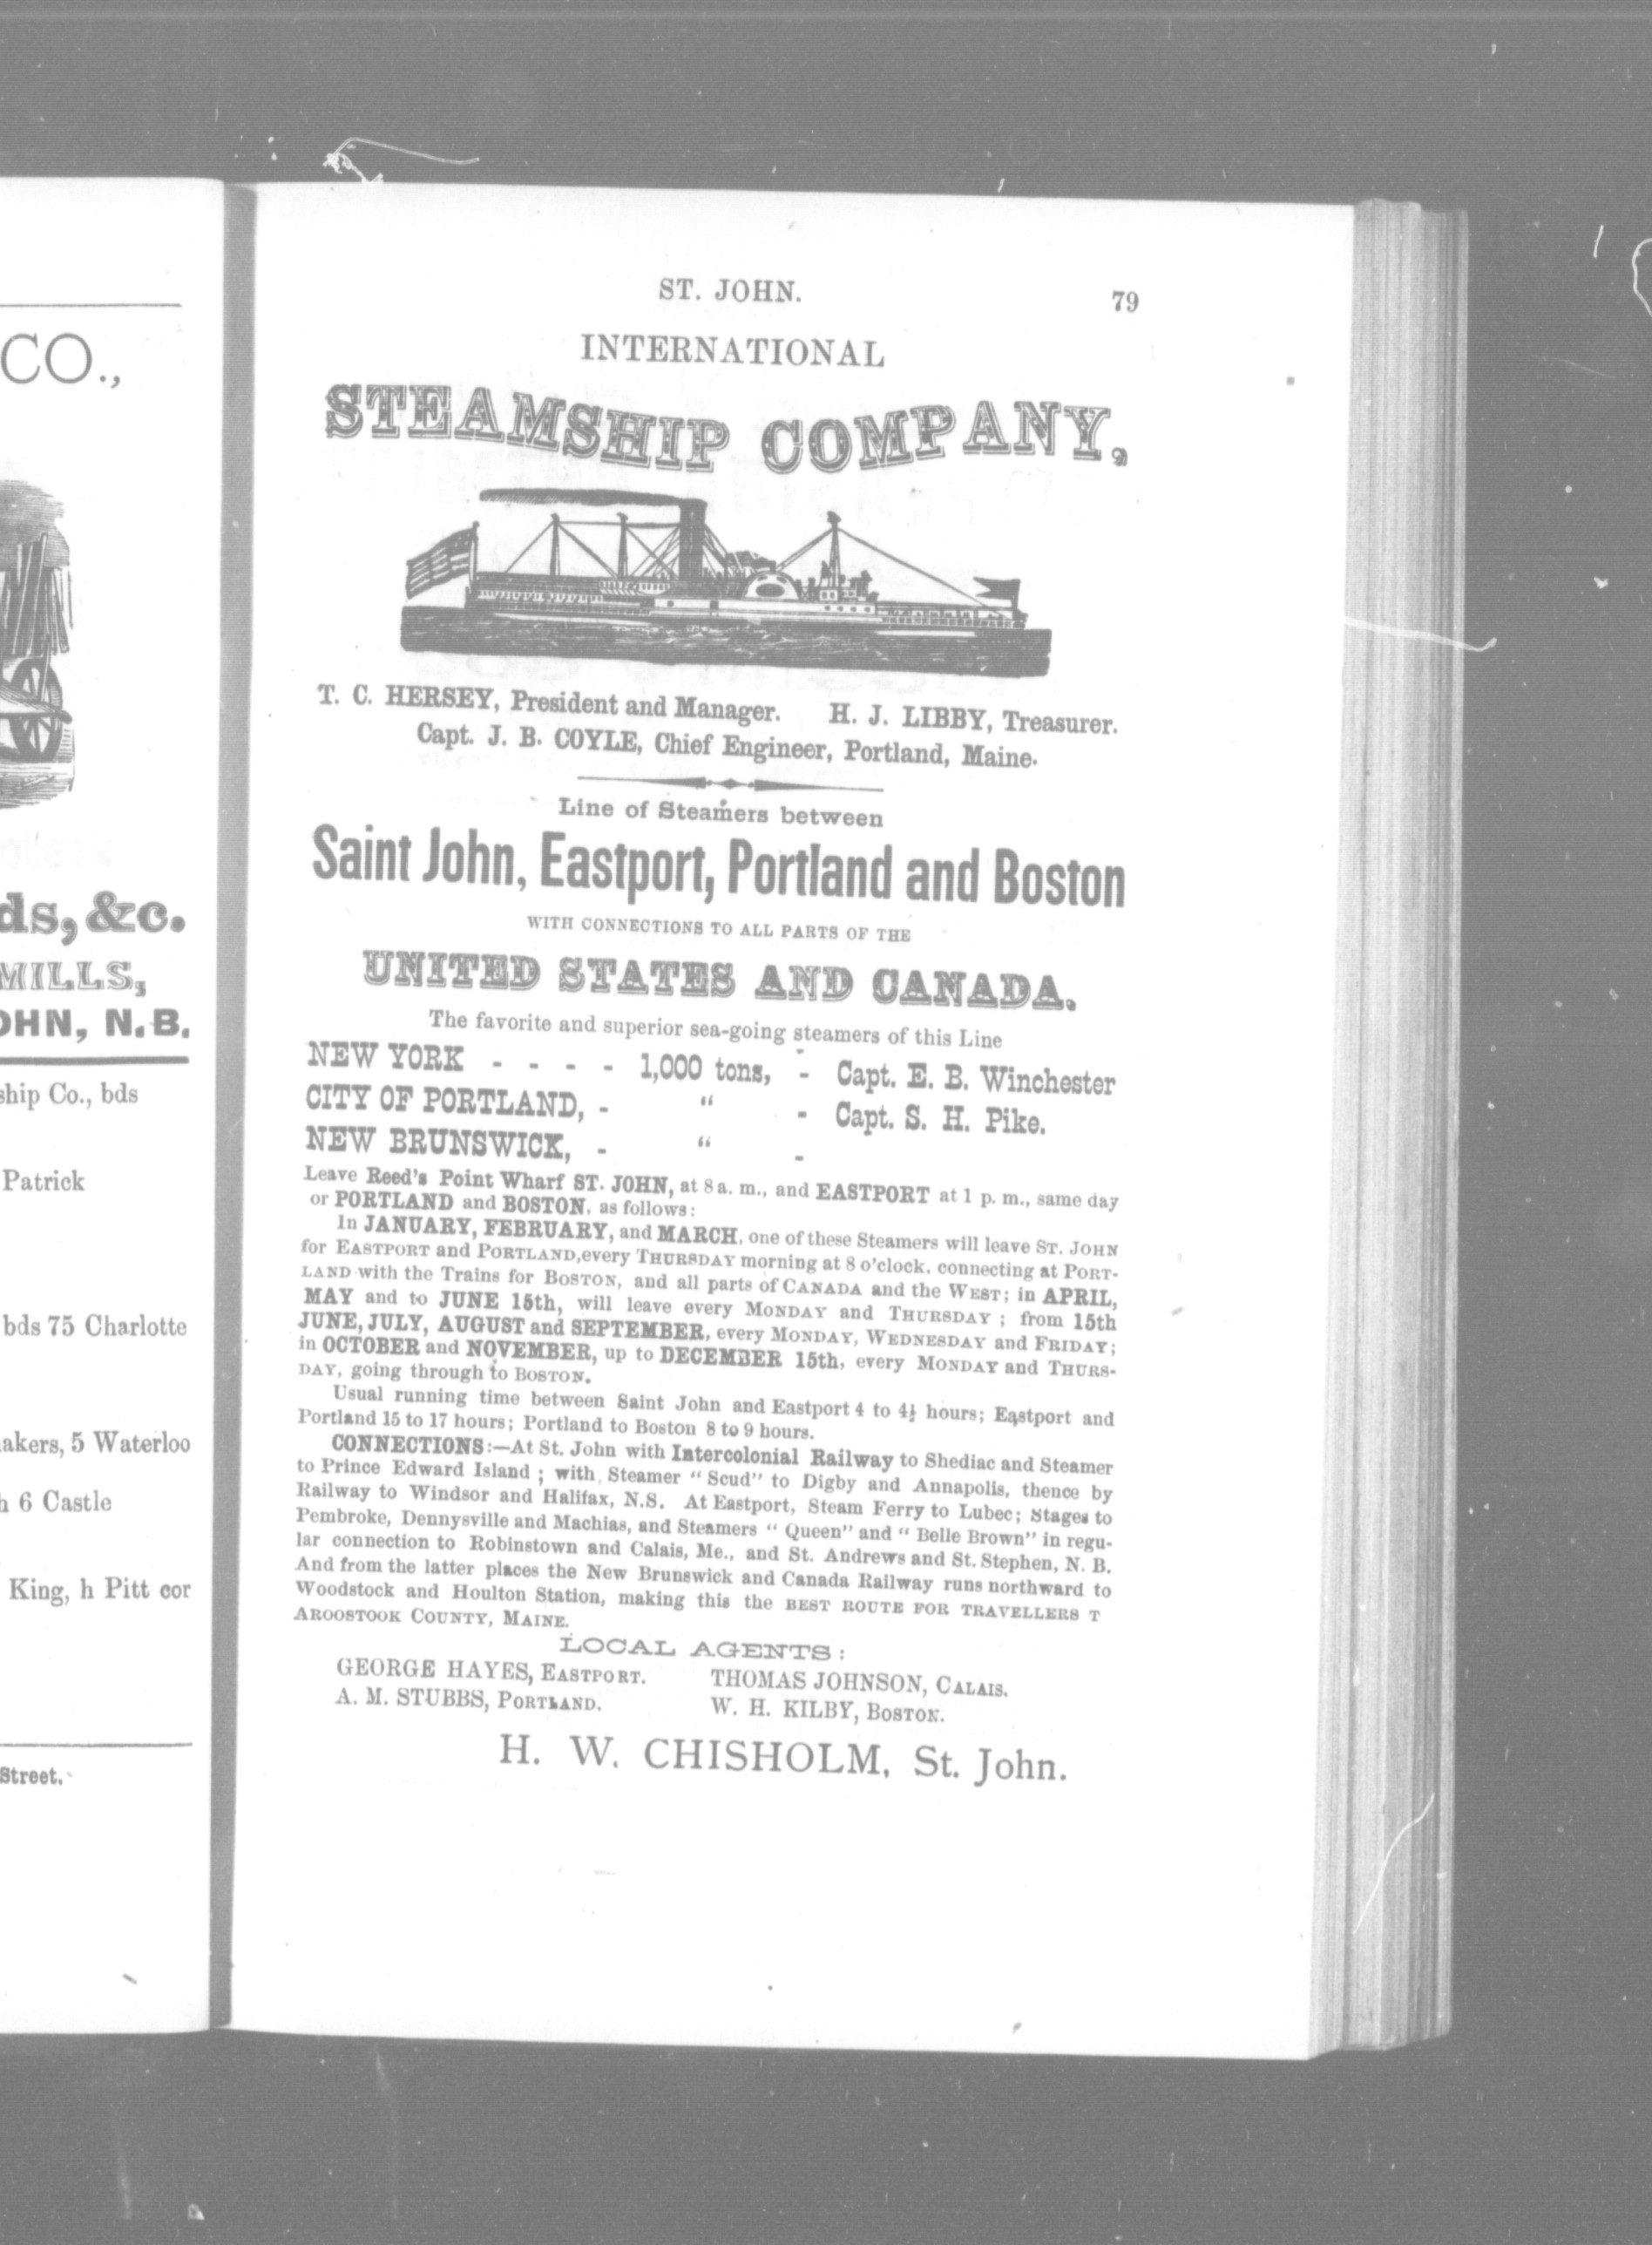 CO.,
ds, &c.
MILLS,
OHN, N.B.
ship Co., bds
Patrick
bds 75 Charlotte
akers, 5 Waterloo
h 6 Castle
King, h Pitt cor
Street.
ST. JOHN.
79
INTERNATIONAL
STEAMSHIP COMPANY,
T. C. HERSEY, President and Manager. H. J. LIBBY, Treasurer.
Capt. J. B. COYLE, Chief Engineer, Portland, Maine.
Line of Steamers between
Saint John, Eastport, Portland and Boston
WITH CONNECTIONS TO ALL PARTS OF THE
UNITED STATES AND CANADA.
The favorite and superior sea-going steamers of this Line
NEW YORK - - - - 1,000 tons, - Capt. E. B. Winchester
CITY OF PORTLAND, - " - Capt. S. H. Pike.
NEW BRUNSWICK, - " -
Leave Reed's Point Wharf ST. JOHN, at 8 a. m., and EASTPORT at 1 p. m., same day
or PORTLAND and BOSTON, as follows:
In JANUARY, FEBRUARY, and MARCH, one of these Steamers will leave ST. JOHN
for EASTPORT and PORTLAND, every THURSDAY morning at 8 o'clock, connecting at PORT-
LAND with the Trains for BOSTON, and all parts of CANADA and the WEST; in APRIL,
MAY and to JUNE 15th, will leave every MONDAY and THURSDAY; from 15th
JUNE, JULY, AUGUST and SEPTEMBER, every MONDAY, WEDNESDAY and FRIDAY;
in OCTOBER and NOVEMBER, up to DECEMBER 15th, every MONDAY and THURS-
DAY, going through to BOSTON.
Usual running time between Saint John and Eastport 4 to 4½ hours; Eastport and
Portland 15 to 17 hours; Portland to Boston 8 to 9 hours.
CONNECTIONS:—At St. John with Intercolonial Railway to Shediac and Steamer
to Prince Edward Island; with Steamer "Scud" to Digby and Annapolis, thence by
Railway to Windsor and Halifax, N.S. At Eastport, Steam Ferry to Lubec; Stages to
Pembroke, Dennysville and Machias, and Steamers "Queen" and "Belle Brown" in regu-
lar connection to Robinstown and Calais, Me., and St. Andrews and St. Stephen, N. B.
And from the latter places the New Brunswick and Canada Railway runs northward to
Woodstock and Houlton Station, making this the BEST ROUTE FOR TRAVELLERS T
AROOSTOOK COUNTY, MAINE.
LOCAL AGENTS:
GEORGE HAYES, EASTPORT. THOMAS JOHNSON, CALAIS.
A. M. STUBBS, PORTLAND. W. H. KILBY, BOSTON.
H. W. CHISHOLM, St. John.